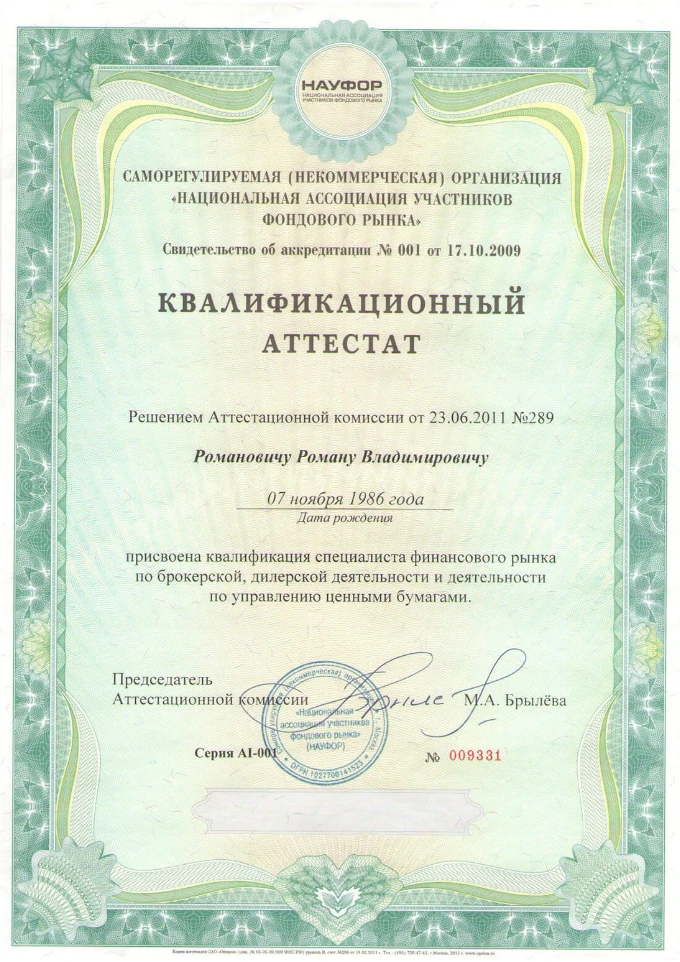 НАУФОР
НАЦИОНАЛЬНАЯ АССОЦИАЦИЯ
УЧАСТНИКОВ ФОНДОВОГО РЫНКА
САМОРЕГУЛИРУЕМАЯ (НЕКОММЕРЧЕСКАЯ) ОРГАНИЗАЦИЯ
«НАЦИОНАЛЬНАЯ АССОЦИАЦИЯ УЧАСТНИКОВ
ФОНДОВОГО РЫНКА»
Свидетельство об аккредитации № 001 от 17.10.2009
КВАЛИФИКАЦИОННЫЙ
АТТЕСТАТ
Решением Аттестационной комиссии от 23.06.2011 №289
Романовичу Роману Владимировичу
07 ноября 1986 года
Дата рождения
присвоена квалификация специалиста финансового рынка
по брокерской, дилерской деятельности и деятельности
по управлению ценными бумагами.
Председатель
Аттестационной комиссии
М.А. Брылёва
«Национальная
ассоциация участников
фондового рынка»
(НАУФОР)
ОГРН 1027700141523
Серия АI-001
№ 009331